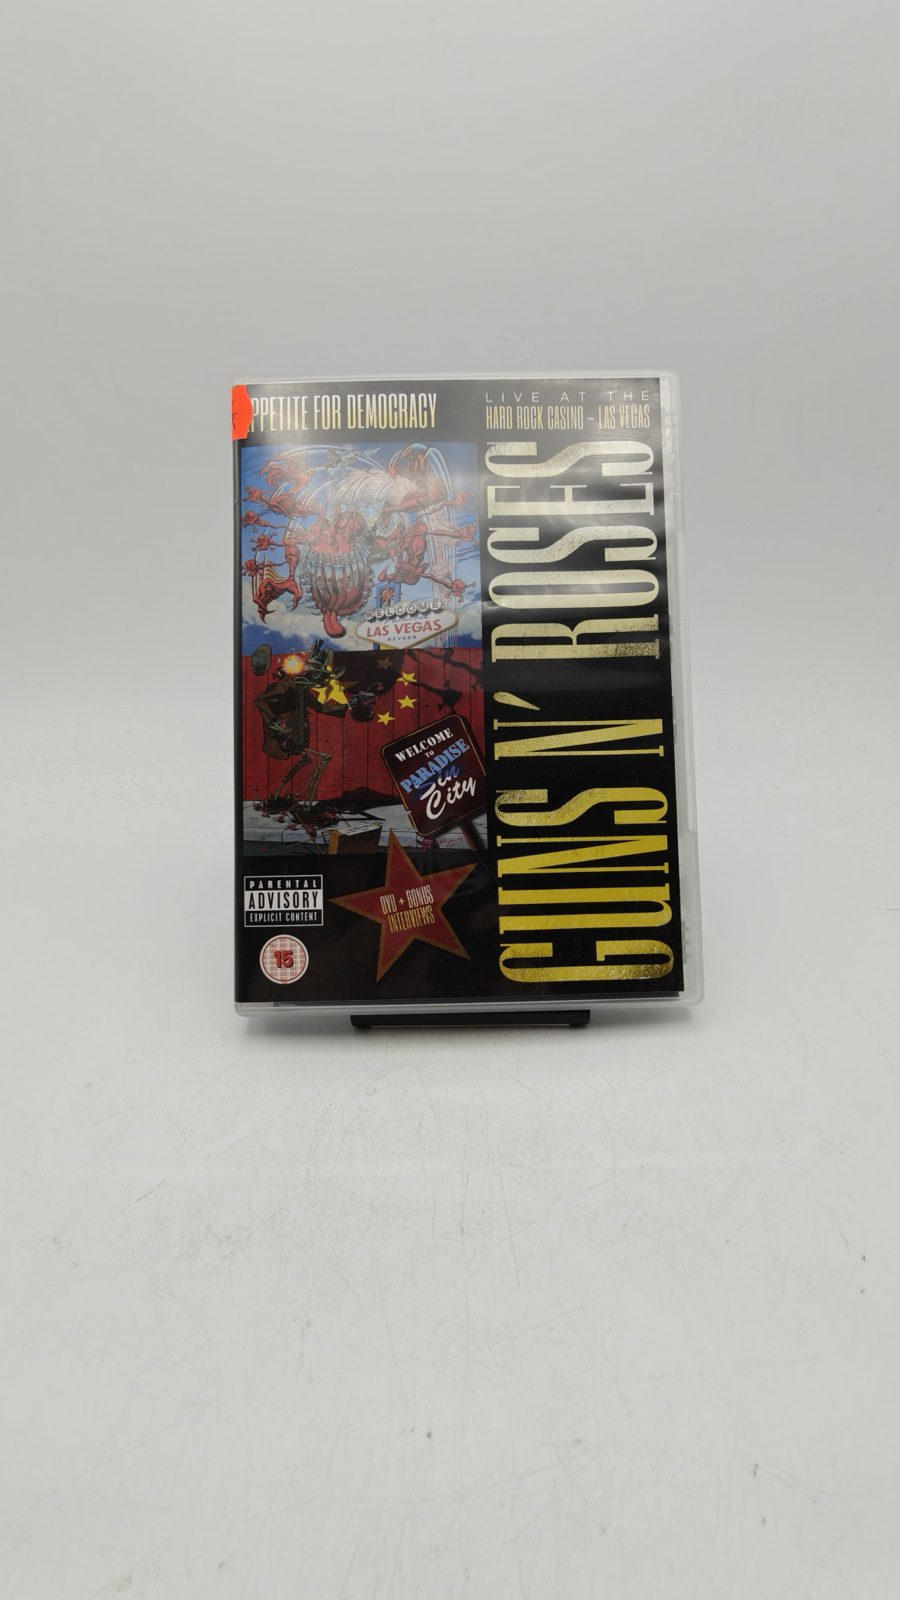 PPETITE FOR DEMOCRACY
LIVE AT THE
HARD ROCK CASINO – LAS VEGAS
GUNS N' ROSES
WELCOME
LAS VEGAS
NEVADA
WELCOME
TO
PARADISE
Sin
City
DVD + BONUS
INTERVIEWS
PARENTAL
ADVISORY
EXPLICIT CONTENT
15